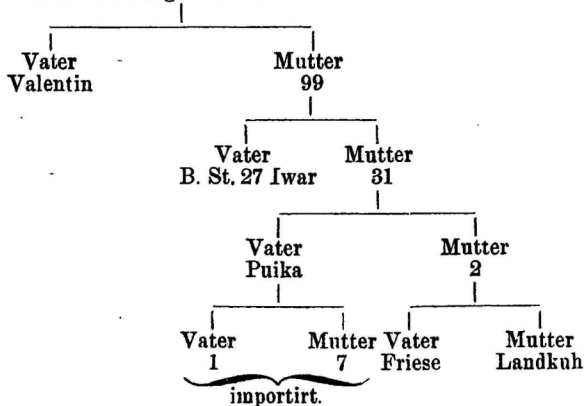 Vater Mutter
Valentin 99
Vater Mutter
B. St. 27 Iwar 31
Vater Mutter
Puika 2
Vater Mutter Vater Mutter
1 7 Friese Landkuh
importirt.